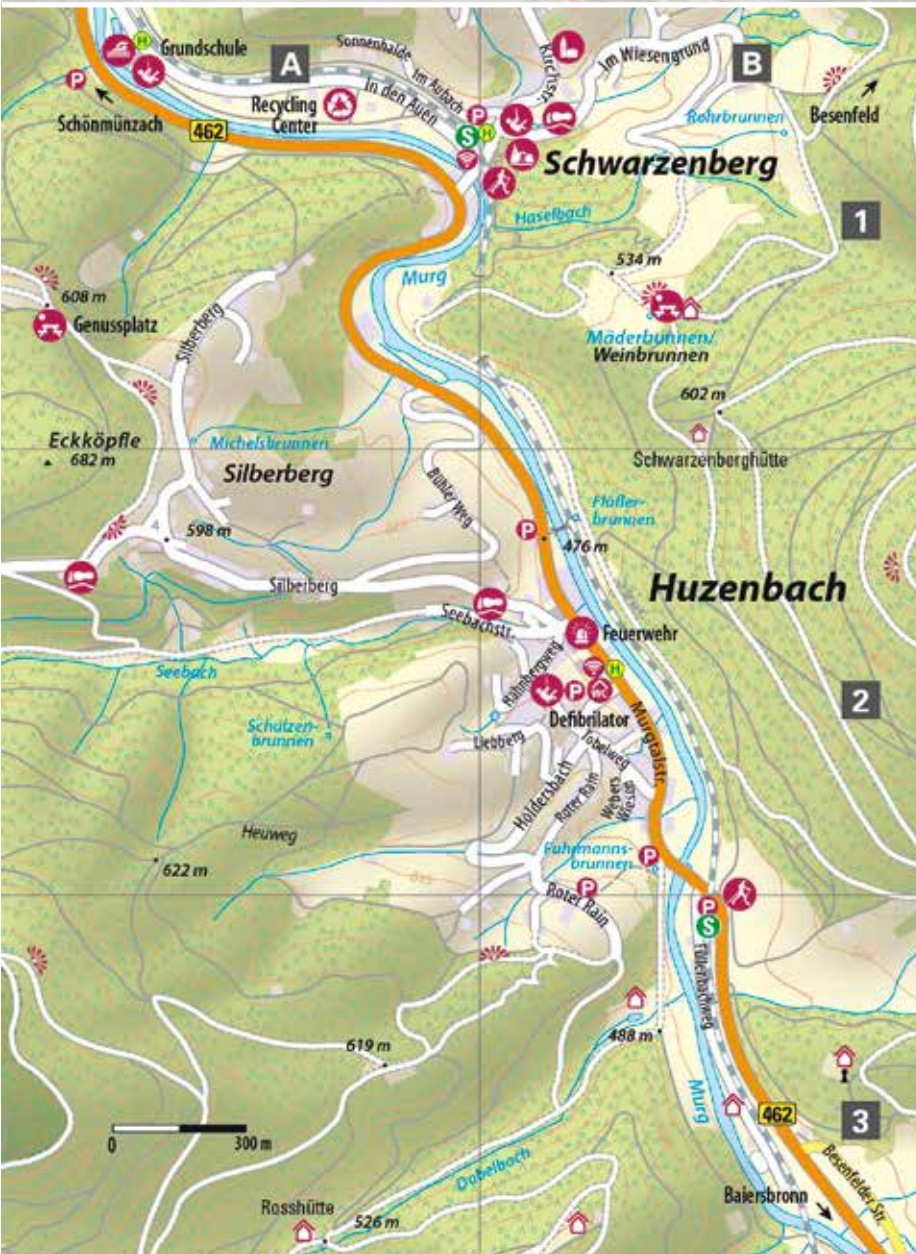 H
Grundschule
Sonnenhalde
Im Aubach
A
Kirchstr.
Im Wiesengrund
B
P
Schönmünzach
Recycling
Center
In den Auen
P
S
H
Rohrbrunnen
Besenfeld
462
Schwarzenberg
Haselbach
1
534 m
Murg
608 m
Genussplatz
Silberberg
Mäderbunnen/
Weinbrunnen
602 m
Eckköpfle
682 m
Michelsbrunnen
Silberberg
Schwarzenberghütte
Bühler Weg
Flößer-
brunnen
598 m
P
476 m
Silberberg
Huzenbach
Seebachstr.
Feuerwehr
Seebach
Hahnbergweg
H
P
Defibrilator
Murgtalstr.
2
Schützen-
brunnen
Liebberg
Tobelweg
Holdersbach
Roter Rain
Webers
Wiesen
Heuweg
Fuhrmanns-
brunnen
P
622 m
P
Roter Rain
P
S
Füllenbachweg
488 m
619 m
Murg
462
3
0
300 m
Dobelbach
Besenfelder Str.
Baiersbronn
Rosshütte
526 m